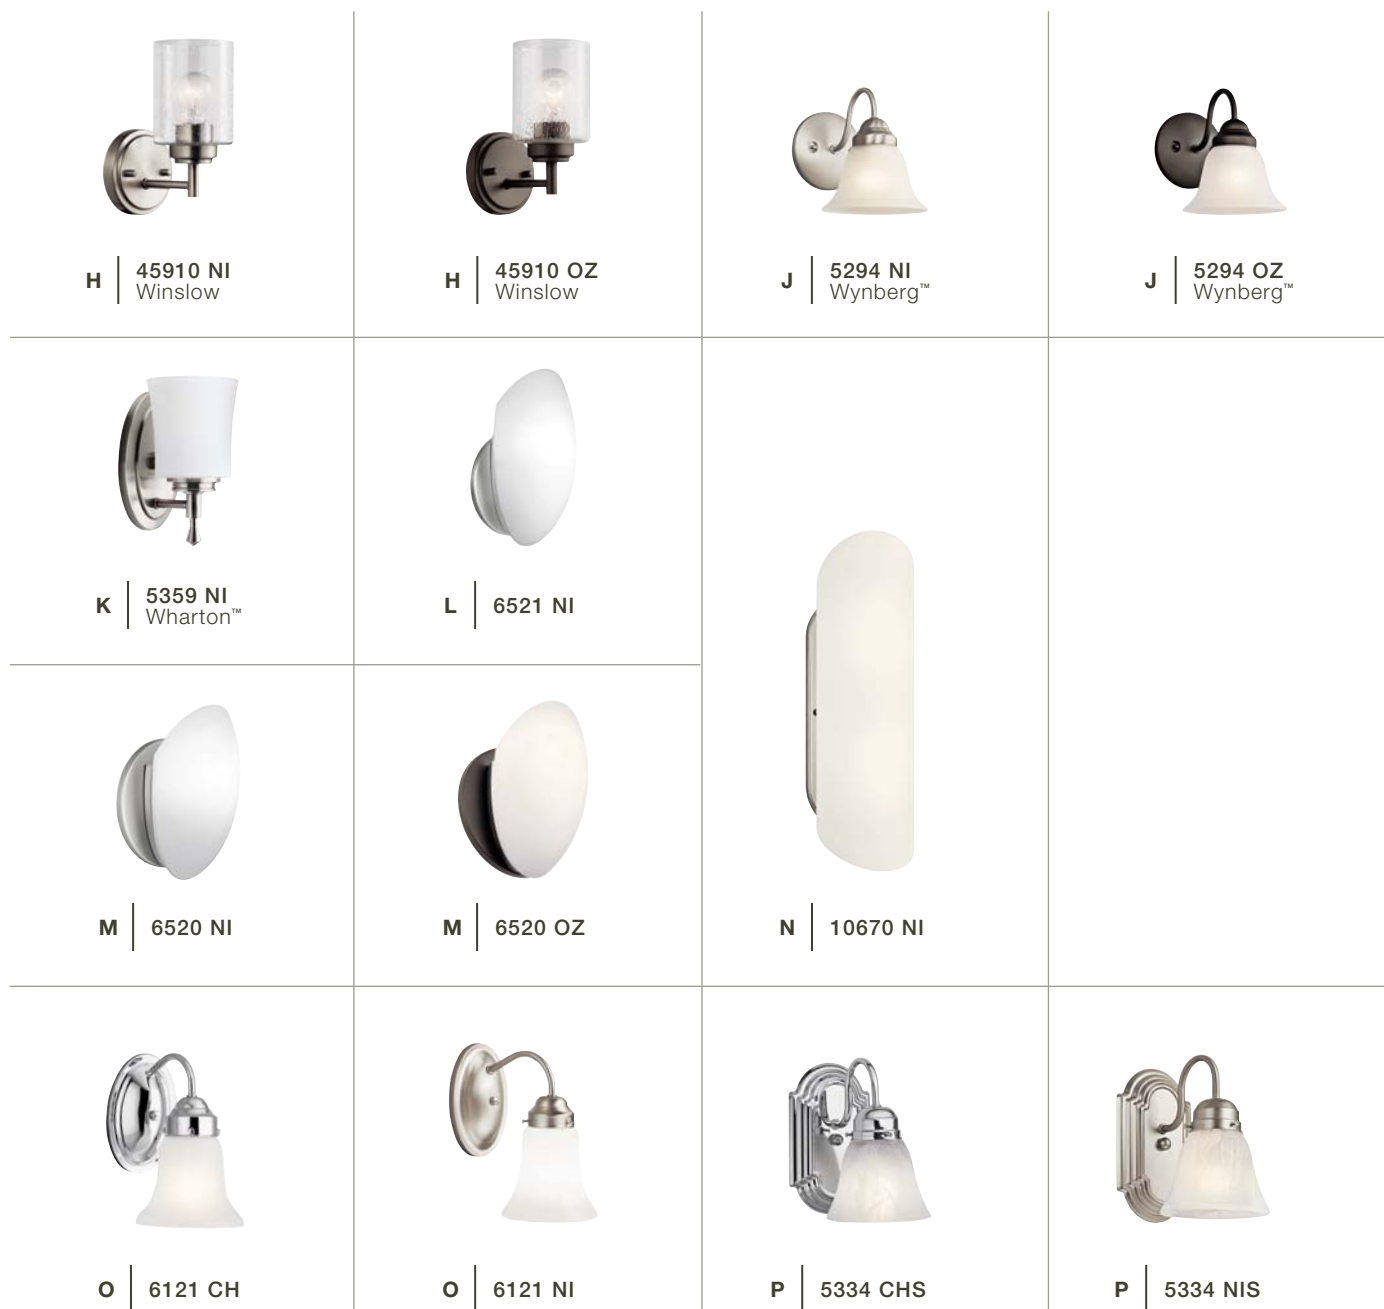 H
45910 NI
Winslow
H
45910 OZ
Winslow
J
5294 NI
Wynberg™
J
5294 OZ
Wynberg™
K
5359 NI
Wharton™
L
6521 NI
M
6520 NI
M
6520 OZ
N
10670 NI
O
6121 CH
O
6121 NI
P
5334 CHS
P
5334 NIS